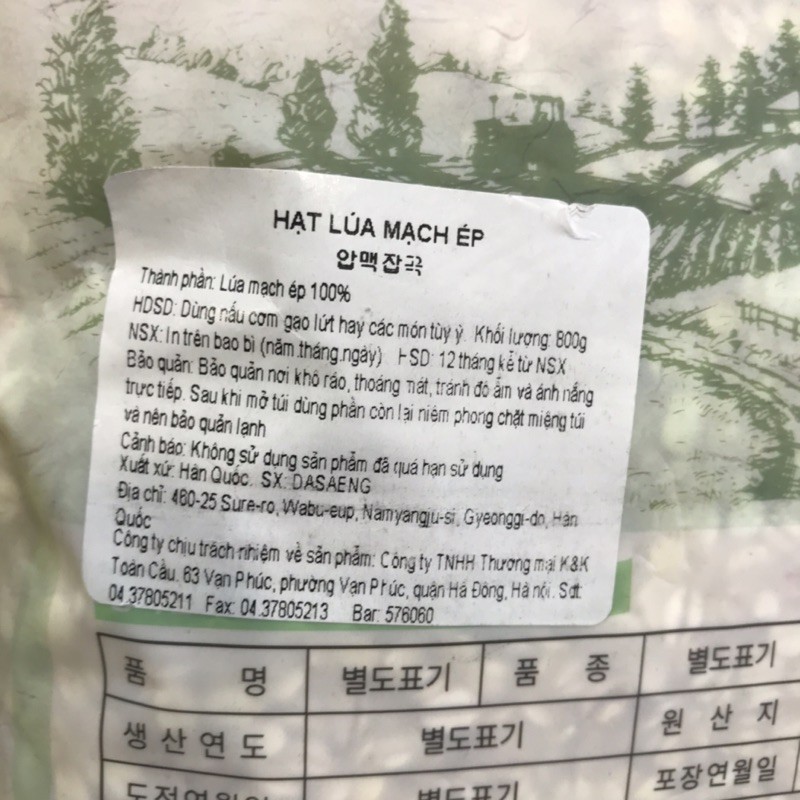 HẠT LÚA MẠCH ÉP
압맥잡곡
Thành phần: Lúa mạch ép 100%
HDSD: Dùng nấu cơm gạo lứt hay các món tùy ý. Khối lượng: 800g
NSX: In trên bao bì (năm.tháng.ngày) HSD: 12 tháng kể từ NSX
Bảo quản: Bảo quản nơi khô ráo, thoáng mát, tránh độ ẩm và ánh nắng
trực tiếp. Sau khi mở túi dùng phần còn lại niêm phong chặt miệng túi
và nên bảo quản lạnh
Cảnh báo: Không sử dụng sản phẩm đã quá hạn sử dụng
Xuất xứ: Hàn Quốc. SX: DASAENG
Địa chỉ: 480-25 Sure-ro, Wabu-eup, Namyangju-si, Gyeonggi-do, Hàn
Quốc
Công ty chịu trách nhiệm về sản phẩm: Công ty TNHH Thương mại K&K
Toàn Cầu. 63 Vạn Phúc, phường Vạn Phúc, quận Hà Đông, Hà nội. Sđt:
04.37805211 Fax: 04.37805213 Bar: 576060
품 명 별도표기 품 종 별도표기
생산연도 별도표기 원 산 지
도정연월일 별도표기 포장연월일